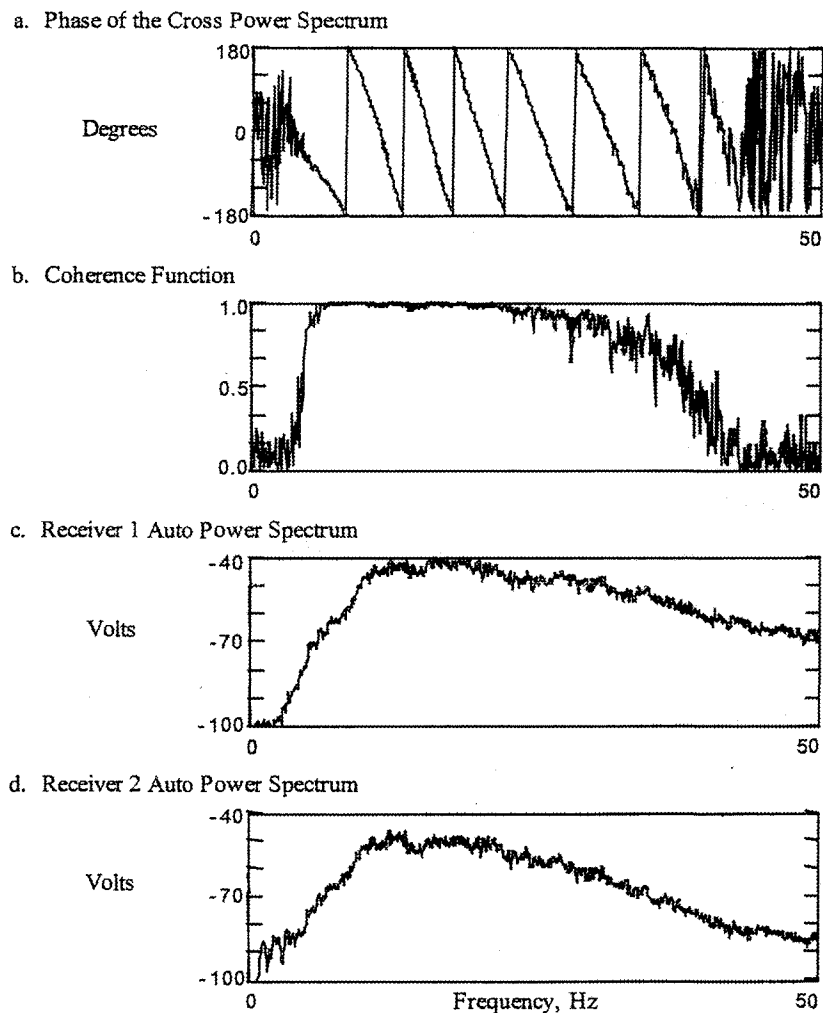 a. Phase of the Cross Power Spectrum
180
Degrees
0
-180
0
50
b. Coherence Function
1.0
0.5
0.0
0
50
c. Receiver 1 Auto Power Spectrum
-40
Volts
-70
-100
0
50
d. Receiver 2 Auto Power Spectrum
-40
Volts
-70
-100
0
Frequency, Hz
50